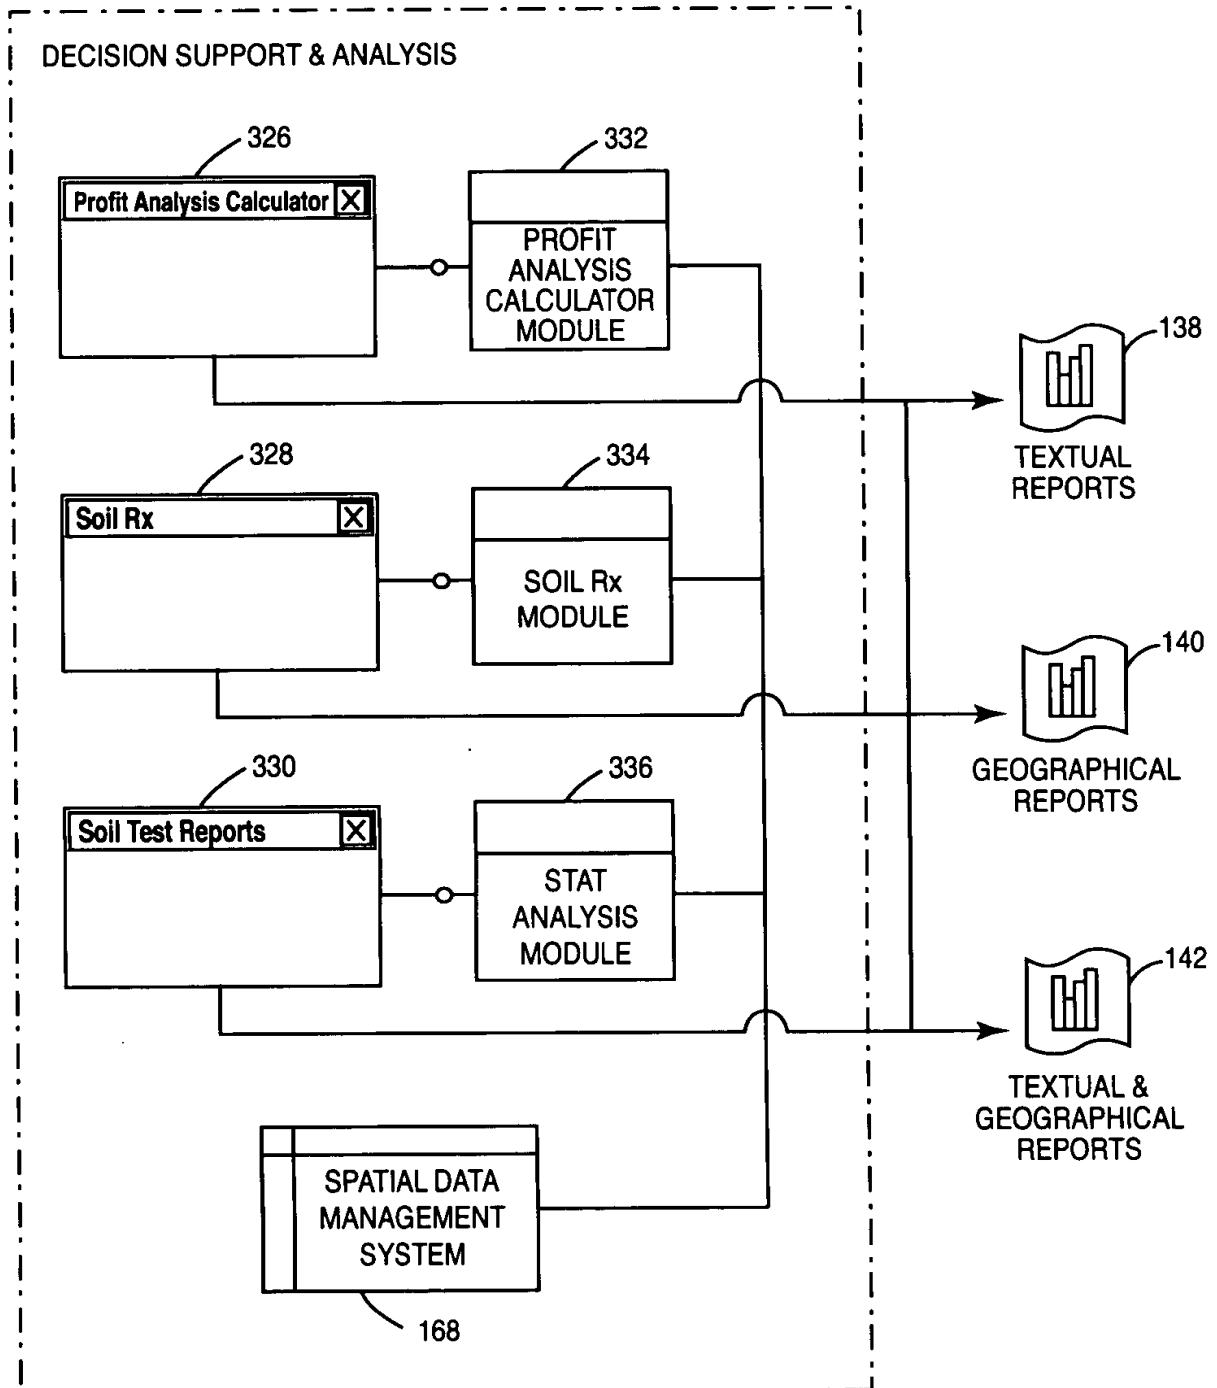 DECISION SUPPORT & ANALYSIS
326
332
Profit Analysis Calculator X
PROFIT
ANALYSIS
CALCULATOR
MODULE
138
TEXTUAL
REPORTS
328
334
Soil Rx X
SOIL Rx
MODULE
140
GEOGRAPHICAL
REPORTS
330
336
Soil Test Reports X
STAT
ANALYSIS
MODULE
142
TEXTUAL &
GEOGRAPHICAL
REPORTS
SPATIAL DATA
MANAGEMENT
SYSTEM
168